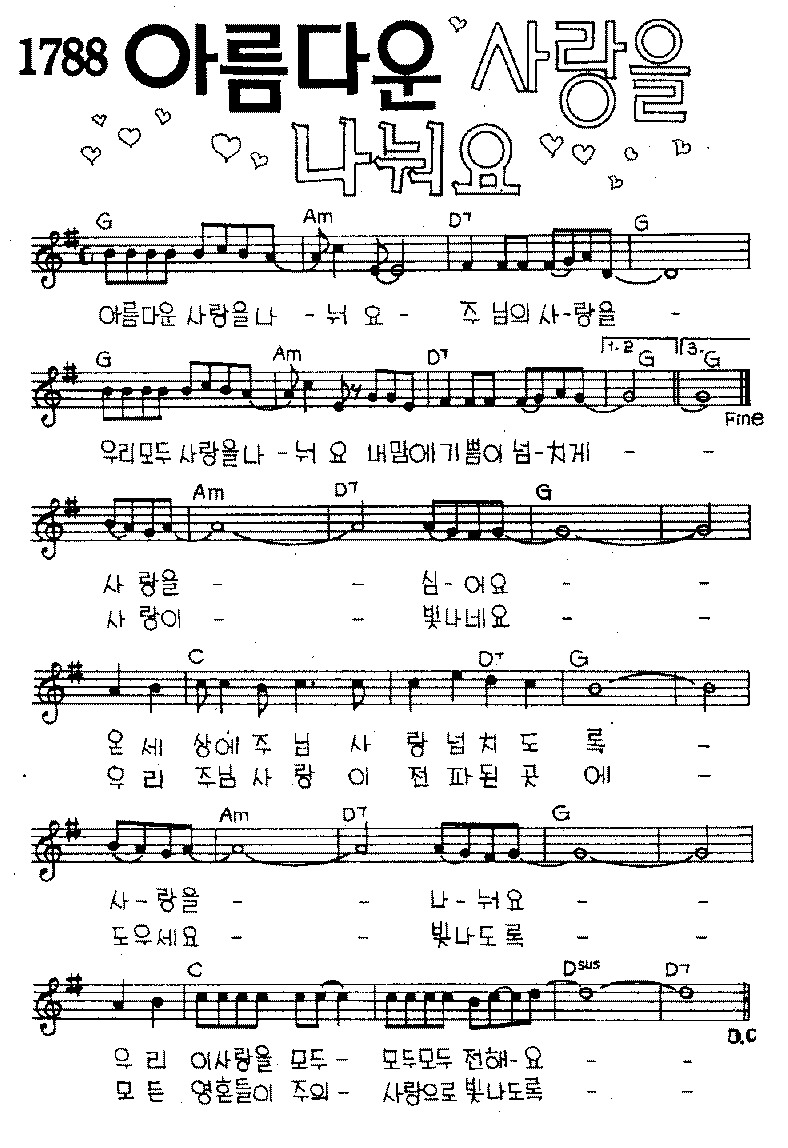 1788 아름다운 사랑을
나눠요
G Am D7 G
아름다운 사랑을나 - 눠 요 - 주 님의 사-랑을 -
G Am D7 1. 2 G 3. G
Fine
우리모두 사랑을나 - 눠 요 내맘에기쁨이 넘-치게 - -
Am D7 G
사 랑을 - - 심- 어요 - -
사 랑이 - - 빛나네요 - -
C D7 G
온 세 상에 주 님 사 랑 넘 치 도 록 -
우 리 주님 사 랑 이 전 파 된 곳 에 -
Am D7 G
사-랑을 - - 나-눠요 - -
도우세요 - - 빛나도록 - -
C Dsus D7
D.C
우 리 이사랑을 모두- 모두모두 전해-요 - -
모 든 영혼들이 주의- 사랑으로 빛나도록 - -